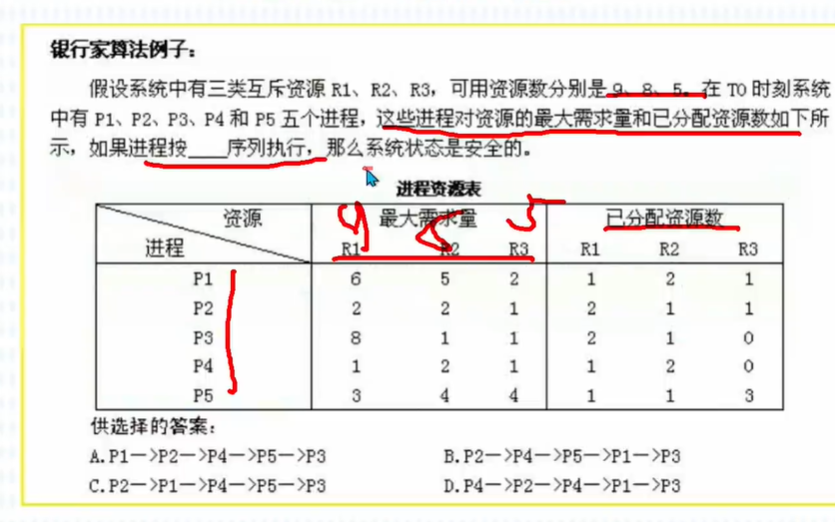 银行家算法例子：
假设系统中有三类互斥资源 R1、R2、R3，可用资源数分别是 9、8、5。在 T0 时刻系统
中有 P1、P2、P3、P4 和 P5 五个进程，这些进程对资源的最大需求量和已分配资源数如下所
示，如果进程按____序列执行，那么系统状态是安全的。
进程资源表
资源 最大需求量 已分配资源数
9 8 5
进程 R1 R2 R3 R1 R2 R3
P1 6 5 2 1 2 1
P2 2 2 1 2 1 1
P3 8 1 1 2 1 0
P4 1 2 1 1 2 0
P5 3 4 4 1 1 3
供选择的答案：
A.P1—>P2—>P4—>P5—>P3 B.P2—>P4—>P5—>P1—>P3
C.P2—>P1—>P4—>P5—>P3 D.P4—>P2—>P4—>P1—>P3